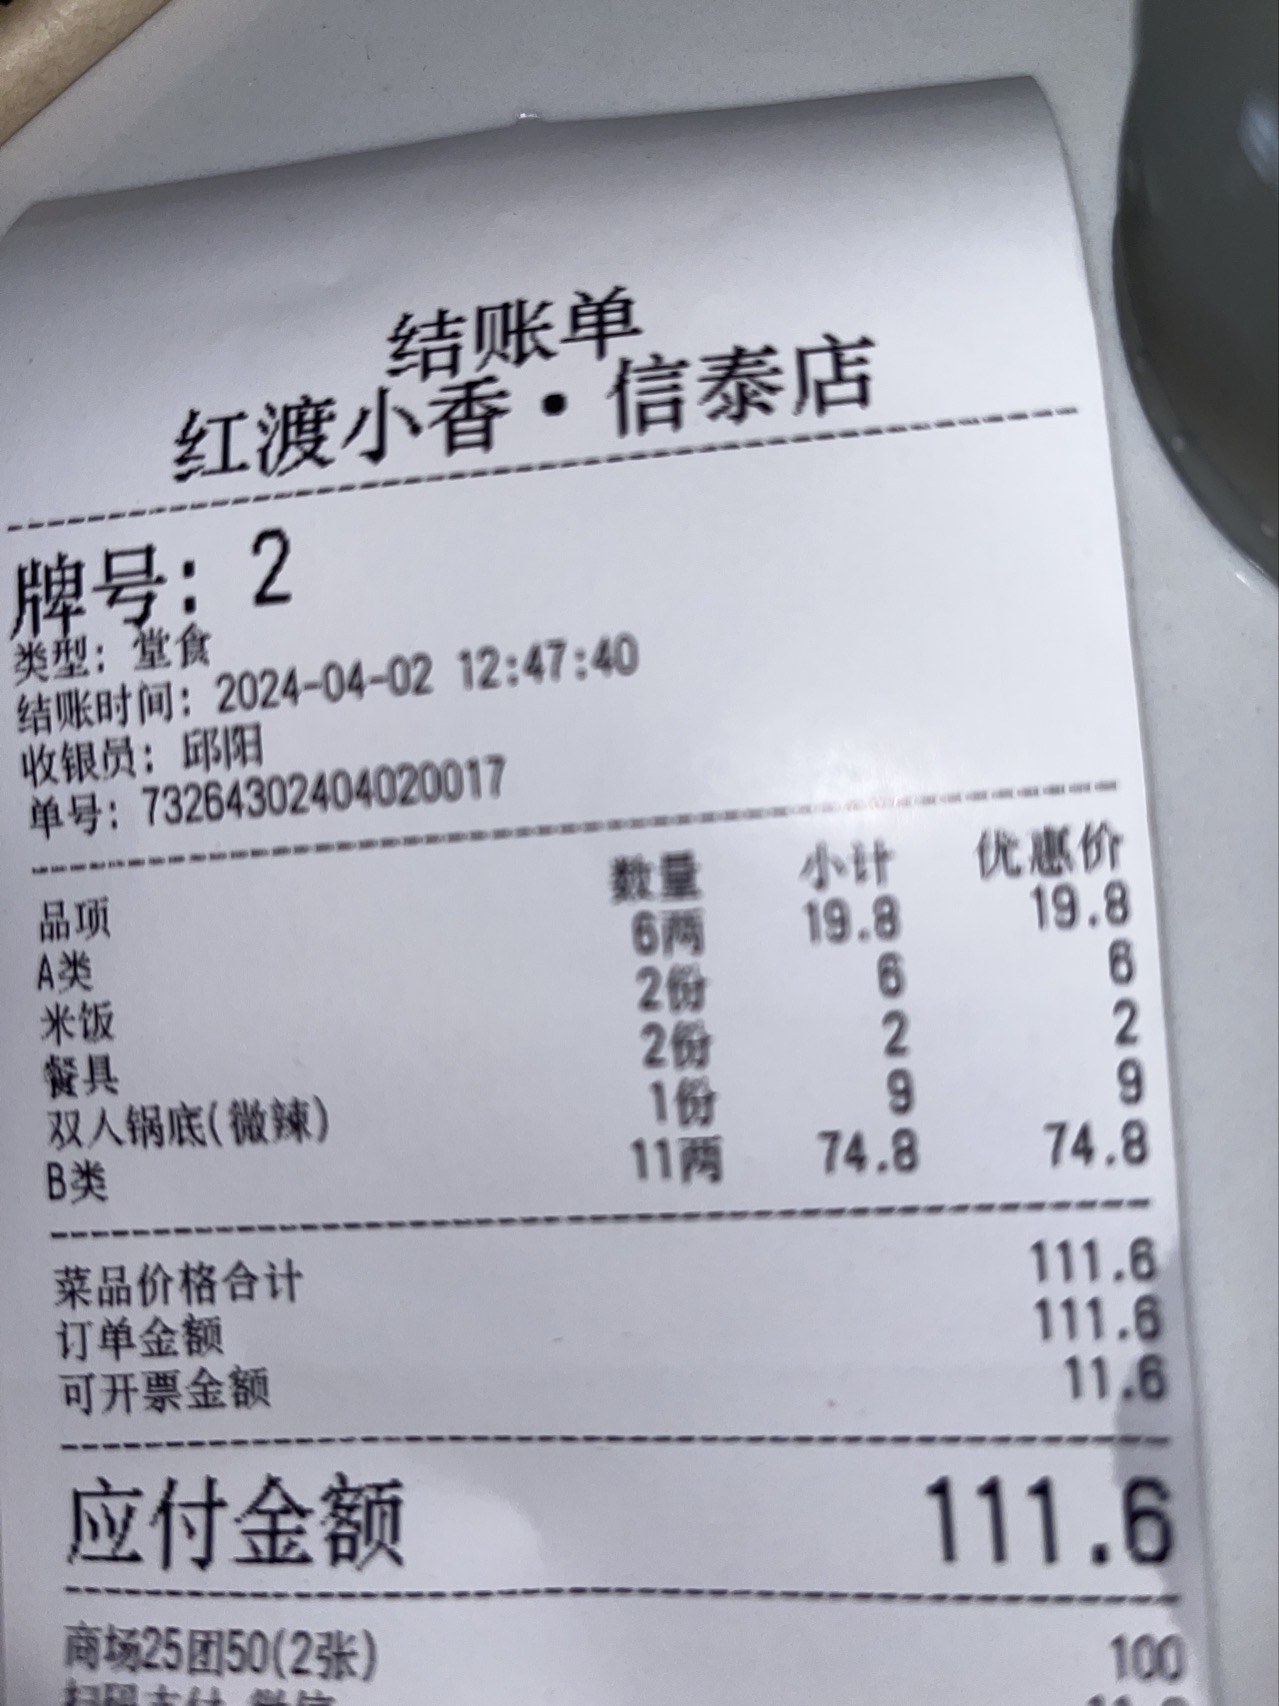 结账单
红渡小香·信泰店
牌号: 2
类型: 堂食
结账时间: 2024-04-02 12:47:40
收银员: 邱阳
单号: 73264302404020017
品项 数量 小计 优惠价
A类 6两 19.8 19.8
米饭 2份 6 6
餐具 2份 2 2
双人锅底(微辣) 1份 9 9
B类 11两 74.8 74.8
菜品价格合计 111.6
订单金额 111.6
可开票金额 11.6
应付金额 111.6
商场25团50(2张) 100
扫码支付 微信